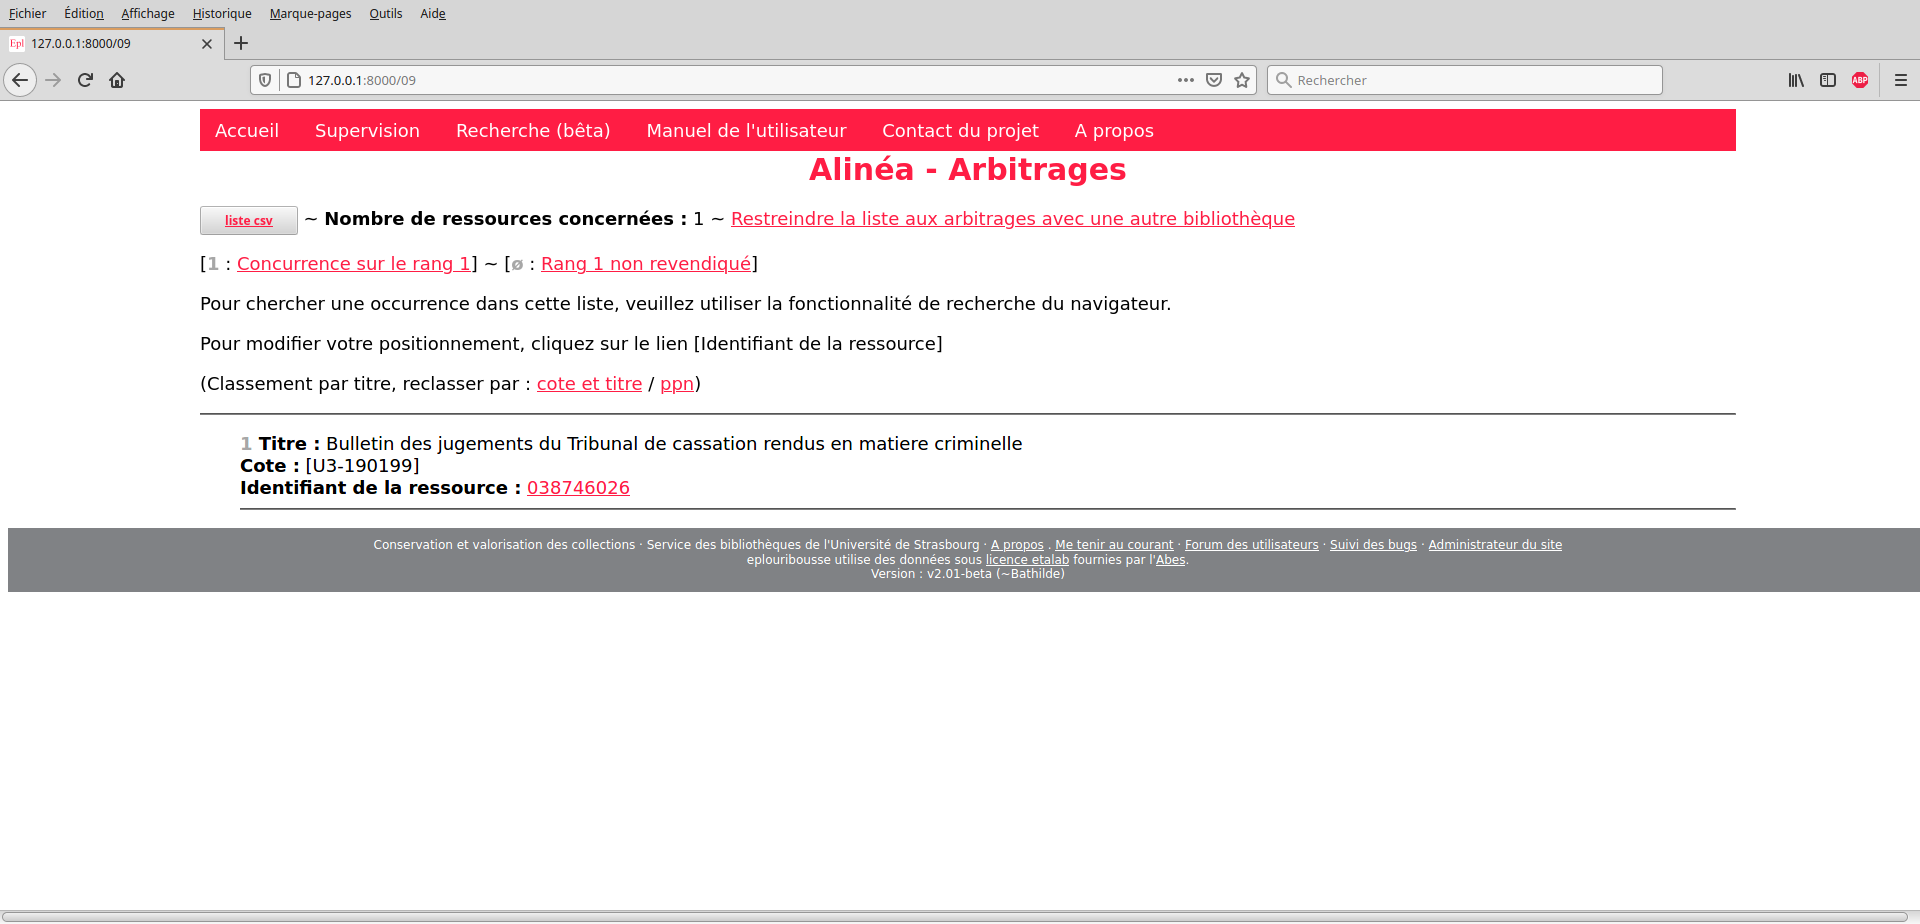 Fichier Édition Affichage Historique Marque-pages Outils Aide
Epl 127.0.0.1:8000/09
127.0.0.1:8000/09 Rechercher ABP
Accueil Supervision Recherche (bêta) Manuel de l'utilisateur Contact du projet A propos
Alinéa - Arbitrages
liste csv ~ Nombre de ressources concernées : 1 ~ Restreindre la liste aux arbitrages avec une autre bibliothèque
[1 : Concurrence sur le rang 1] ~ [ø : Rang 1 non revendiqué]
Pour chercher une occurrence dans cette liste, veuillez utiliser la fonctionnalité de recherche du navigateur.
Pour modifier votre positionnement, cliquez sur le lien [Identifiant de la ressource]
(Classement par titre, reclasser par : cote et titre / ppn)
1 Titre : Bulletin des jugements du Tribunal de cassation rendus en matiere criminelle
Cote : [U3-190199]
Identifiant de la ressource : 038746026
Conservation et valorisation des collections · Service des bibliothèques de l'Université de Strasbourg · A propos . Me tenir au courant · Forum des utilisateurs · Suivi des bugs · Administrateur du site
eplouribousse utilise des données sous licence etalab fournies par l'Abes.
Version : v2.01-beta (~Bathilde)